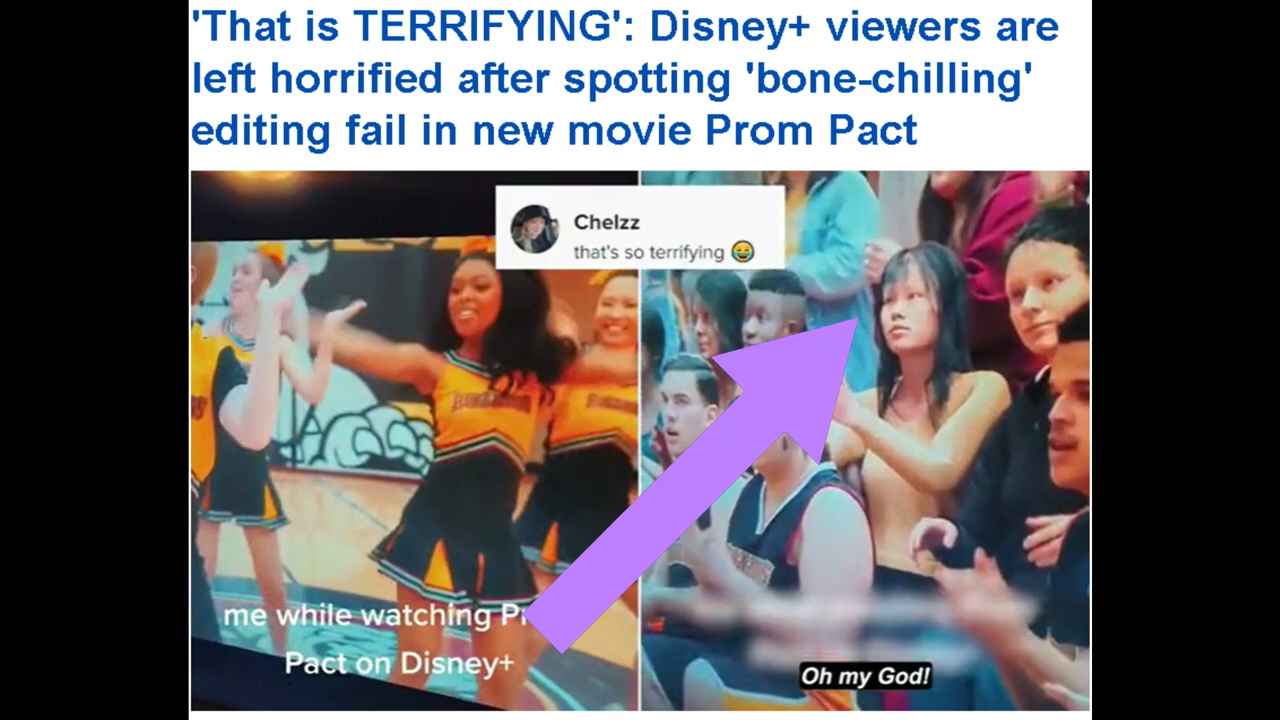 'That is TERRIFYING': Disney+ viewers are
left horrified after spotting 'bone-chilling'
editing fail in new movie Prom Pact
Chelzz
that's so terrifying 😂
me while watching
Pact on Disney+
Oh my God!